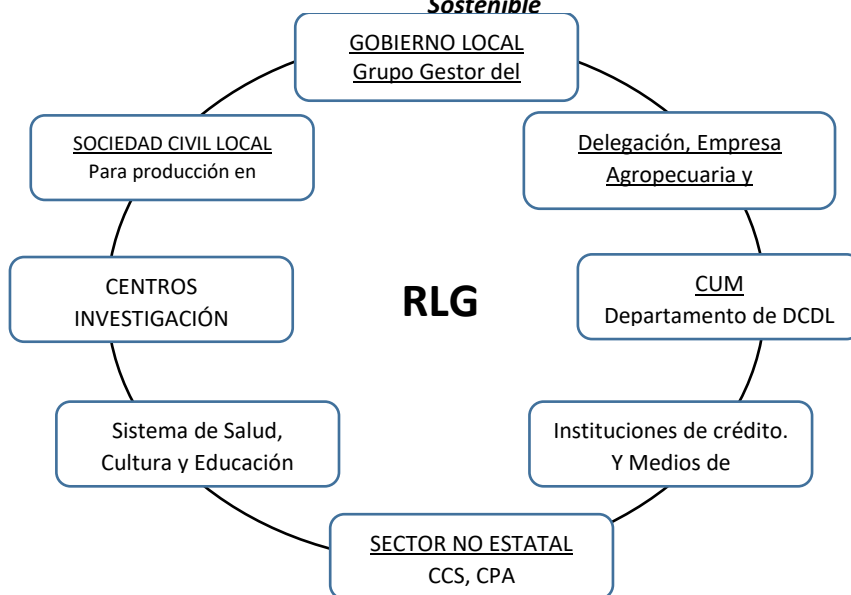 Sostenible
GOBIERNO LOCAL
Grupo Gestor del
SOCIEDAD CIVIL LOCAL
Para producción en
Delegación, Empresa
Agropecuaria y
CENTROS
INVESTIGACIÓN
RLG
CUM
Departamento de DCDL
Sistema de Salud,
Cultura y Educación
Instituciones de crédito.
Y Medios de
SECTOR NO ESTATAL
CCS, CPA